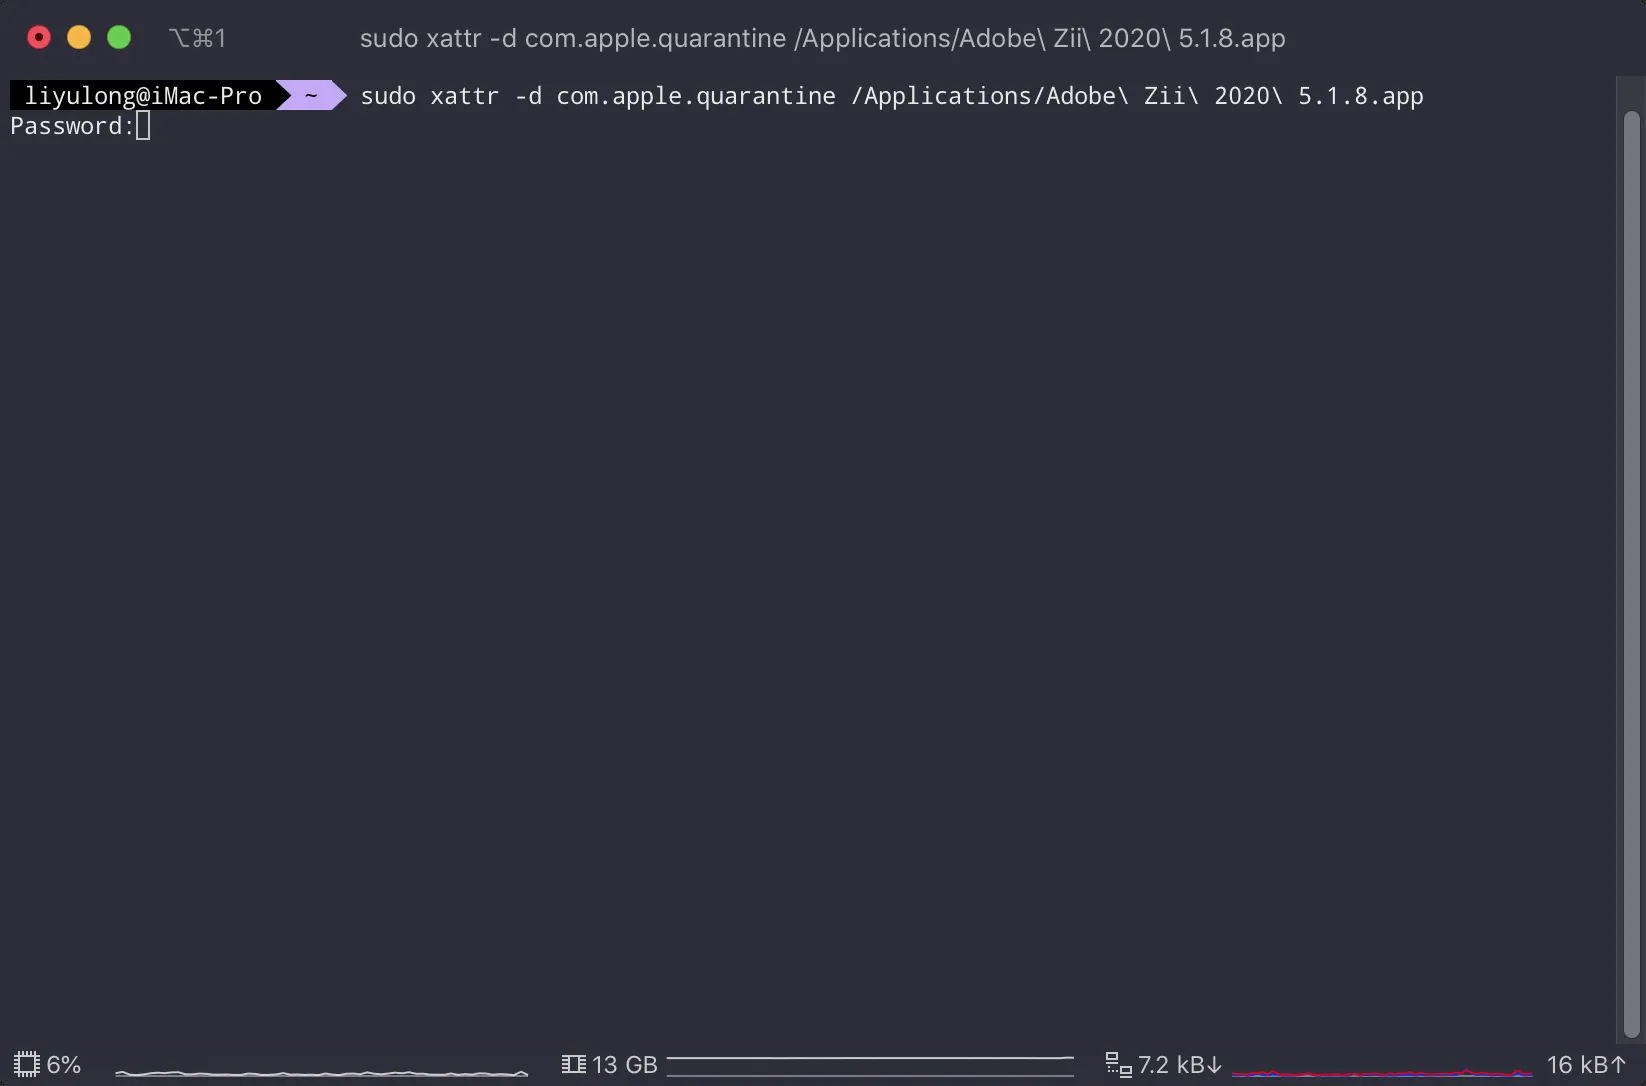 ⌥⌘1 sudo xattr -d com.apple.quarantine /Applications/Adobe\ Zii\ 2020\ 5.1.8.app
liyulong@iMac-Pro ~ sudo xattr -d com.apple.quarantine /Applications/Adobe\ Zii\ 2020\ 5.1.8.app
Password:
6% 13 GB 7.2 kB↓ 16 kB↑